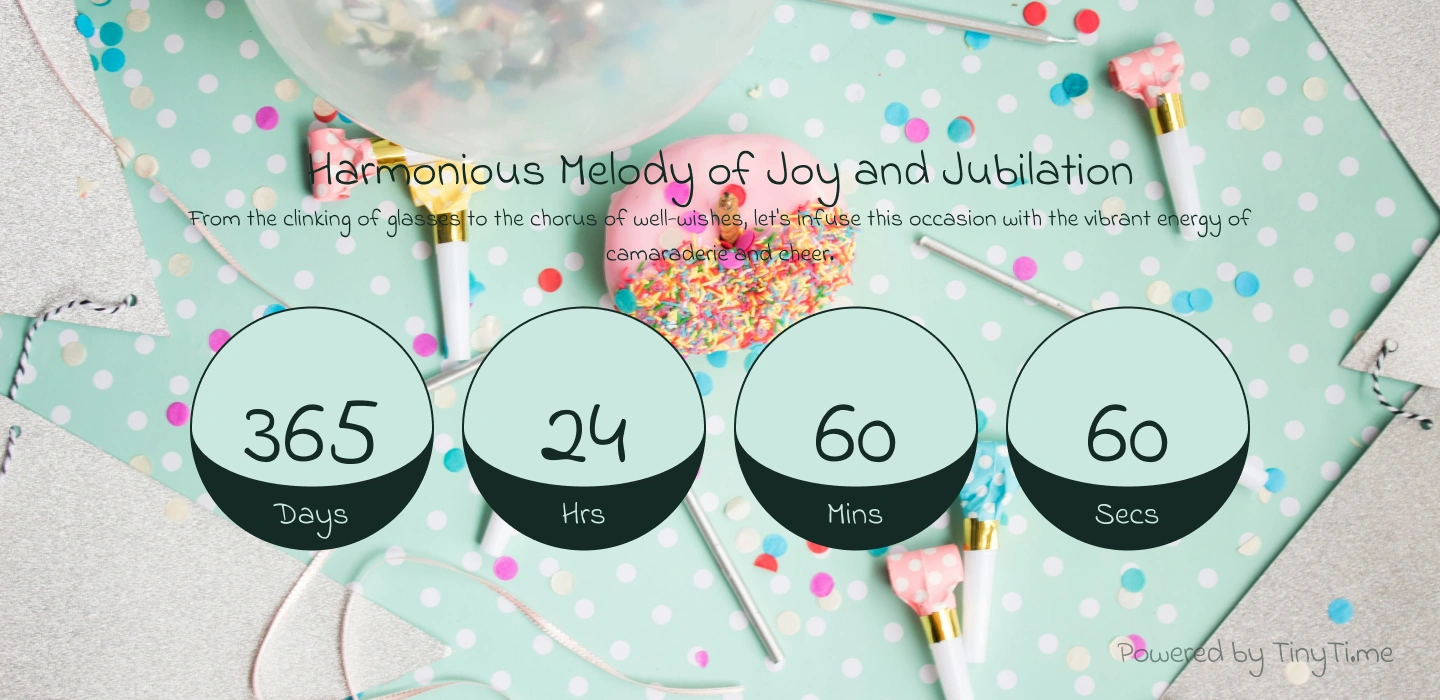 Harmonious Melody of Joy and Jubilation
From the clinking of glasses to the chorus of well-wishes, let's infuse this occasion with the vibrant energy of
camaraderie and cheer.
365 24 60 60
Days Hrs Mins Secs
Powered by TinyTi.me